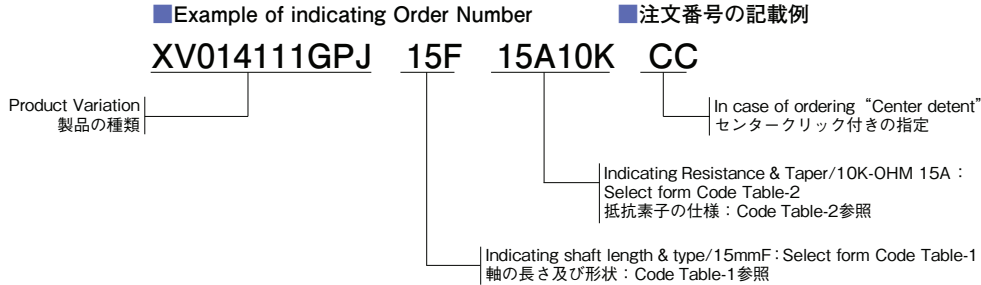 ■Example of indicating Order Number ■注文番号の記載例
XV014111GPJ 15F 15A10K CC
Product Variation
製品の種類
In case of ordering “Center detent”
センタークリック付きの指定
Indicating Resistance & Taper/10K-OHM 15A：
Select form Code Table-2
抵抗素子の仕様：Code Table-2参照
Indicating shaft length & type/15mmF：Select form Code Table-1
軸の長さ及び形状：Code Table-1参照